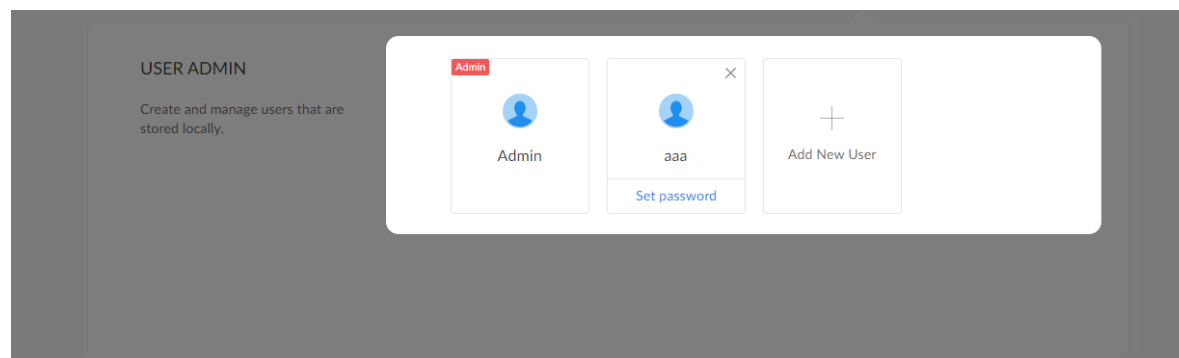 USER ADMIN
Create and manage users that are
stored locally.
Admin
Admin
aaa
Set password
Add New User